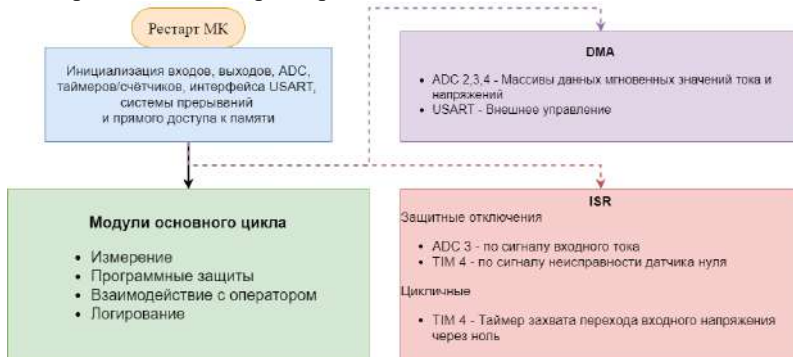 Рестарт МК
Инициализация входов, выходов, ADC,
таймеров/счётчиков, интерфейса USART,
системы прерываний
и прямого доступа к памяти
DMA
ADC 2,3,4 - Массивы данных мгновенных значений тока и
напряжений
USART - Внешнее управление
Модули основного цикла
Измерение
Программные защиты
Взаимодействие с оператором
Логирование
ISR
Защитные отключения
ADC 3 - по сигналу входного тока
TIM 4 - по сигналу неисправности датчика нуля
Цикличные
TIM 4 - Таймер захвата перехода входного напряжения
через ноль